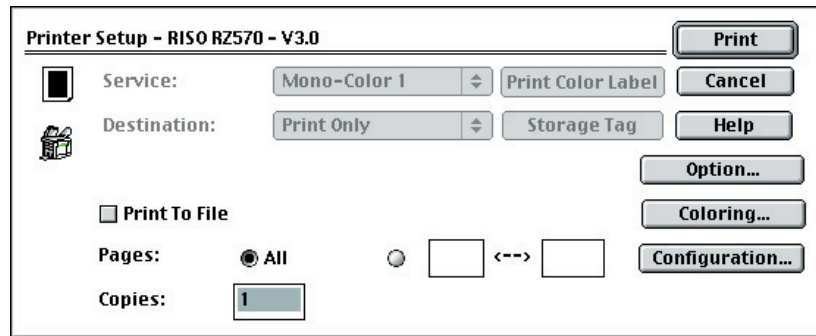 Printer Setup - RISO RZ570 - V3.0
Print
Service:
Mono-Color 1
Print Color Label
Cancel
Destination:
Print Only
Storage Tag
Help
Option...
Print To File
Coloring...
Pages:
All
<-->
Configuration...
Copies:
1